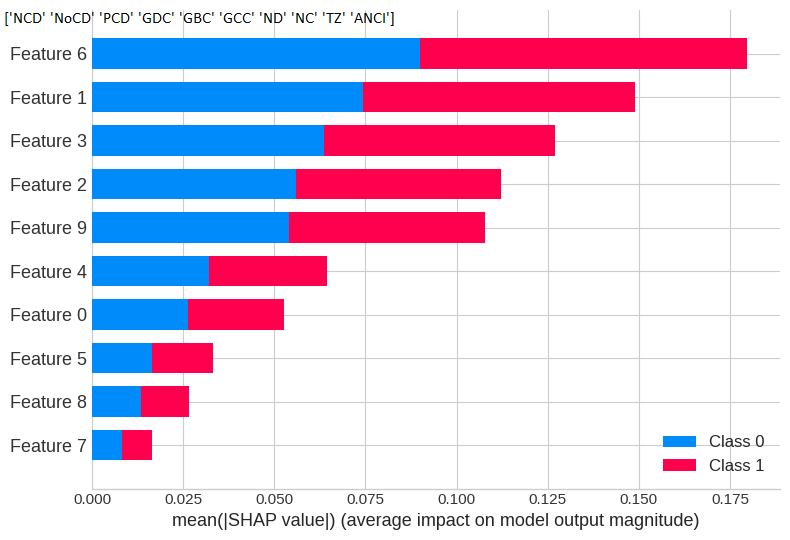 ['NCD' 'NoCD' 'PCD' 'GDC' 'GBC' 'GCC' 'ND' 'NC' 'TZ' 'ANCI']
Feature 6
Feature 1
Feature 3
Feature 2
Feature 9
Feature 4
Feature 0
Feature 5
Feature 8
Feature 7
Class 0
Class 1
0.000 0.025 0.050 0.075 0.100 0.125 0.150 0.175
mean(|SHAP value|) (average impact on model output magnitude)